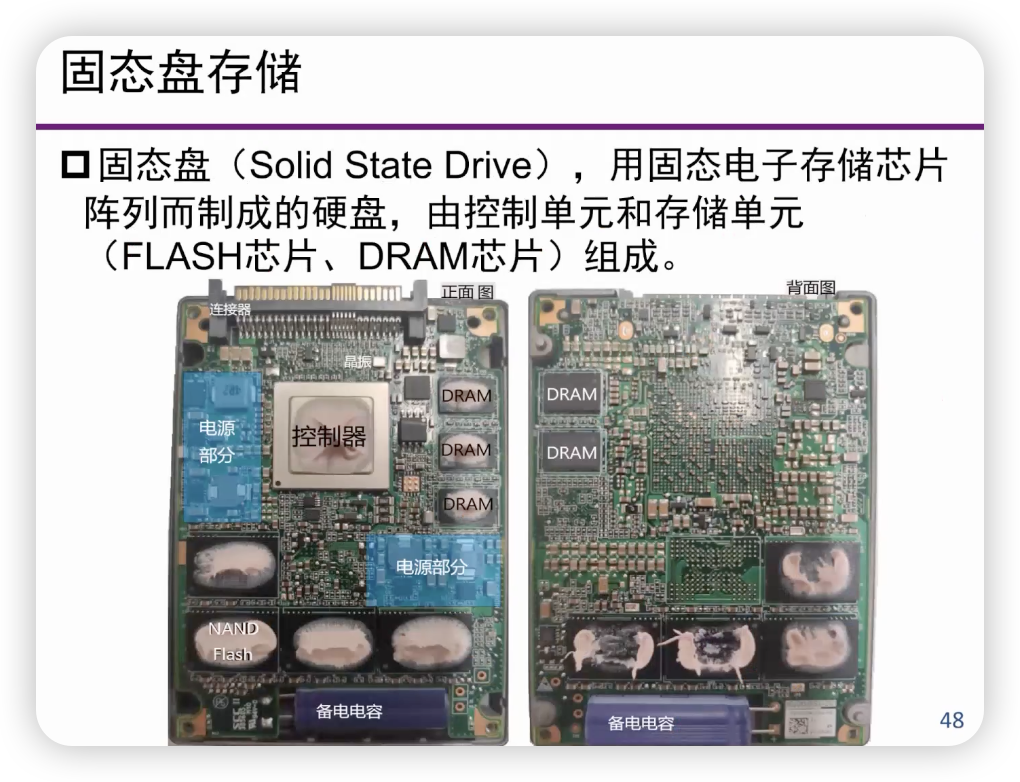 固态盘存储
固态盘（Solid State Drive），用固态电子存储芯片
阵列而制成的硬盘，由控制单元和存储单元
（FLASH芯片、DRAM芯片）组成。
正面图
背面图
连接器
晶振
DRAM
DRAM
DRAM
电源
部分
控制器
电源部分
NAND
Flash
备电电容
DRAM
DRAM
备电电容
48